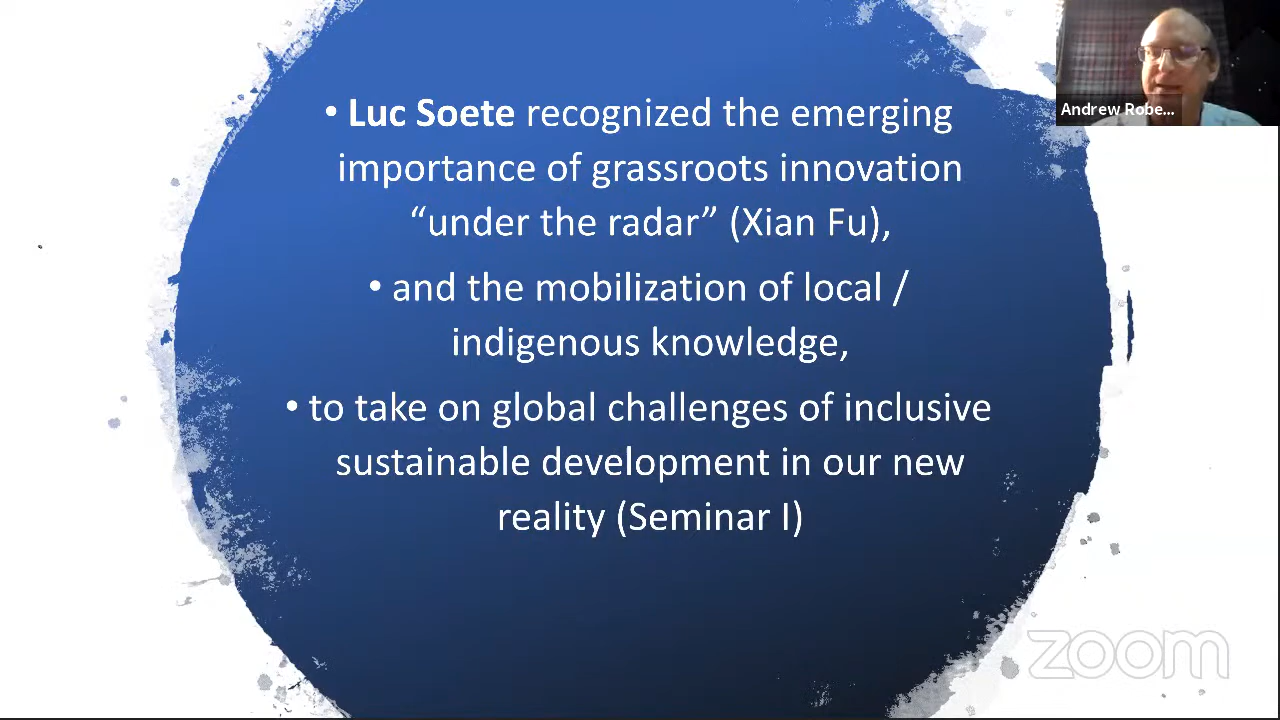 • Luc Soete recognized the emerging
importance of grassroots innovation
“under the radar” (Xian Fu),
• and the mobilization of local /
indigenous knowledge,
• to take on global challenges of inclusive
sustainable development in our new
reality (Seminar I)
Andrew Robe...
zoom